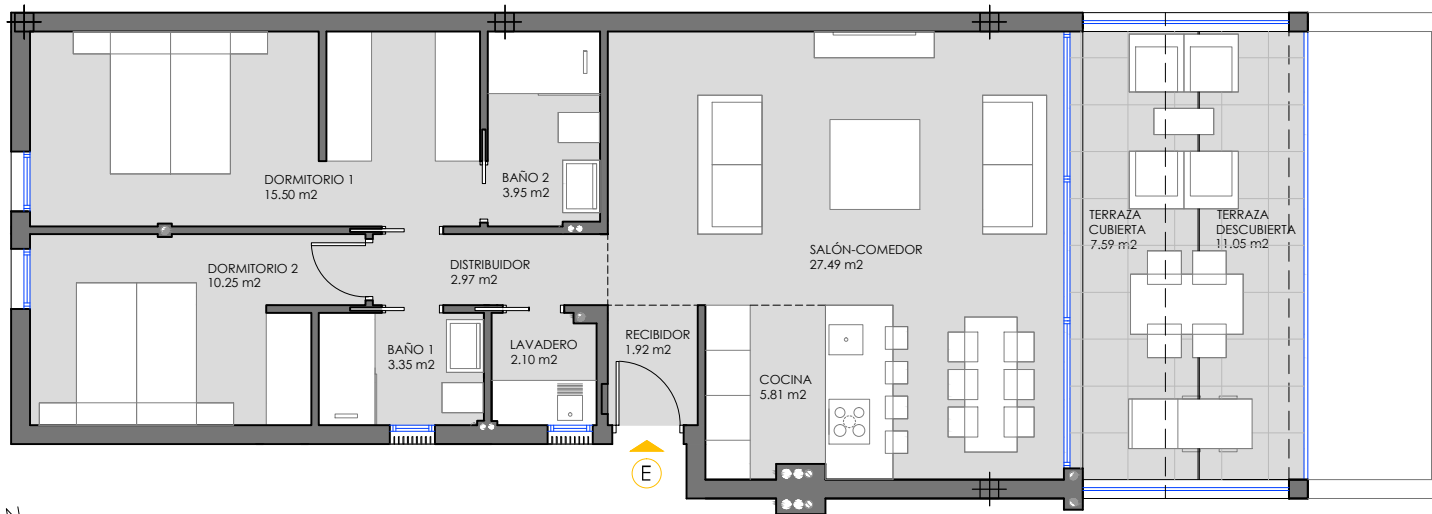 DORMITORIO 1
15.50 m2
BAÑO 2
3.95 m2
DORMITORIO 2
10.25 m2
DISTRIBUIDOR
2.97 m2
SALÓN-COMEDOR
27.49 m2
TERRAZA
CUBIERTA
7.59 m2
TERRAZA
DESCUBIERTA
11.05 m2
BAÑO 1
3.35 m2
LAVADERO
2.10 m2
RECIBIDOR
1.92 m2
COCINA
5.81 m2
E